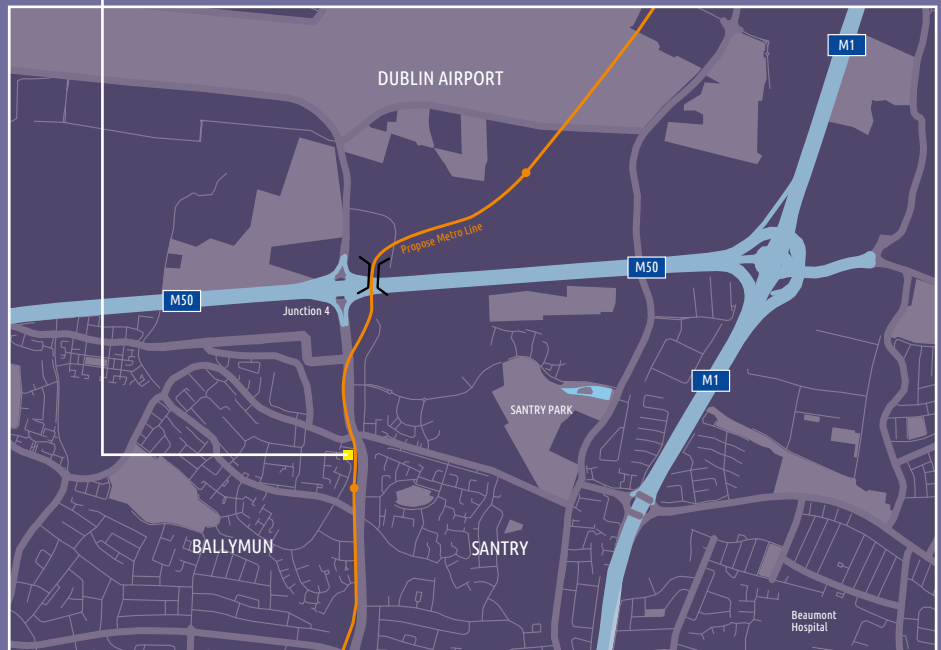 M1
DUBLIN AIRPORT
Propose Metro Line
M50
M50
Junction 4
M1
SANTRY PARK
BALLYMUN
SANTRY
Beaumont
Hospital